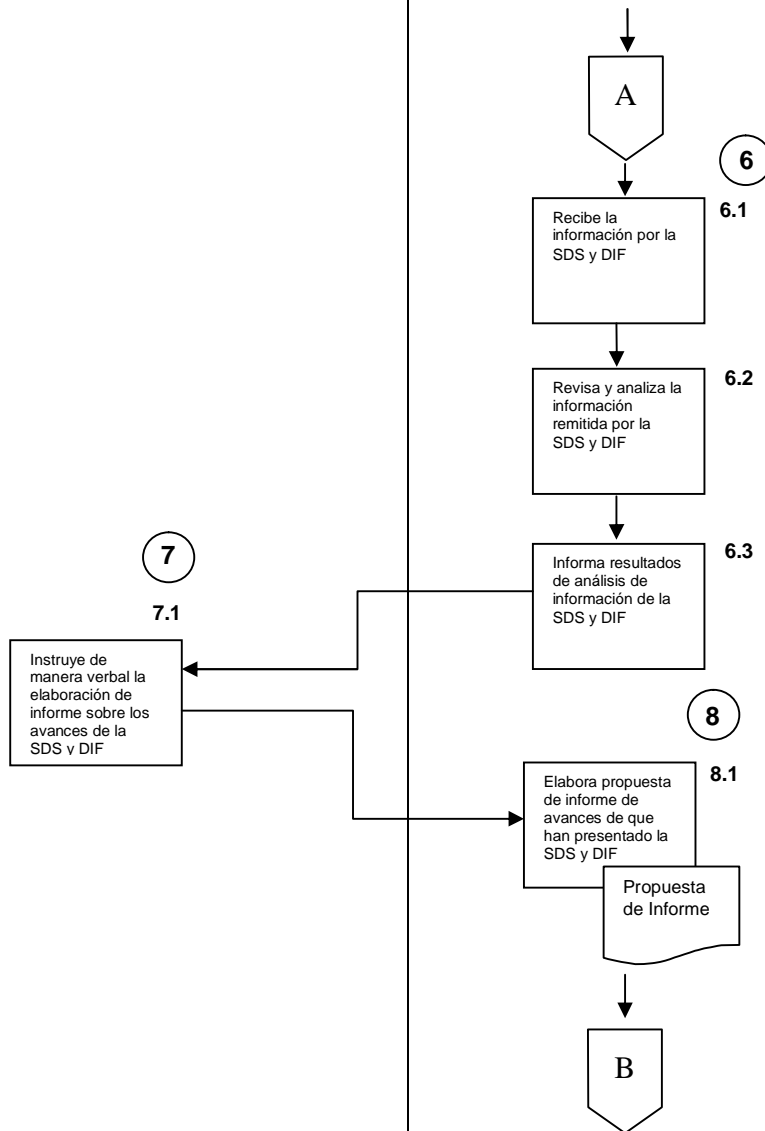 A
6
6.1
Recibe la
información por la
SDS y DIF
6.2
Revisa y analiza la
información
remitida por la
SDS y DIF
6.3
Informa resultados
de análisis de
información de la
SDS y DIF
7
7.1
Instruye de
manera verbal la
elaboración de
informe sobre los
avances de la
SDS y DIF
8
8.1
Elabora propuesta
de informe de
avances de que
han presentado la
SDS y DIF
Propuesta
de Informe
B